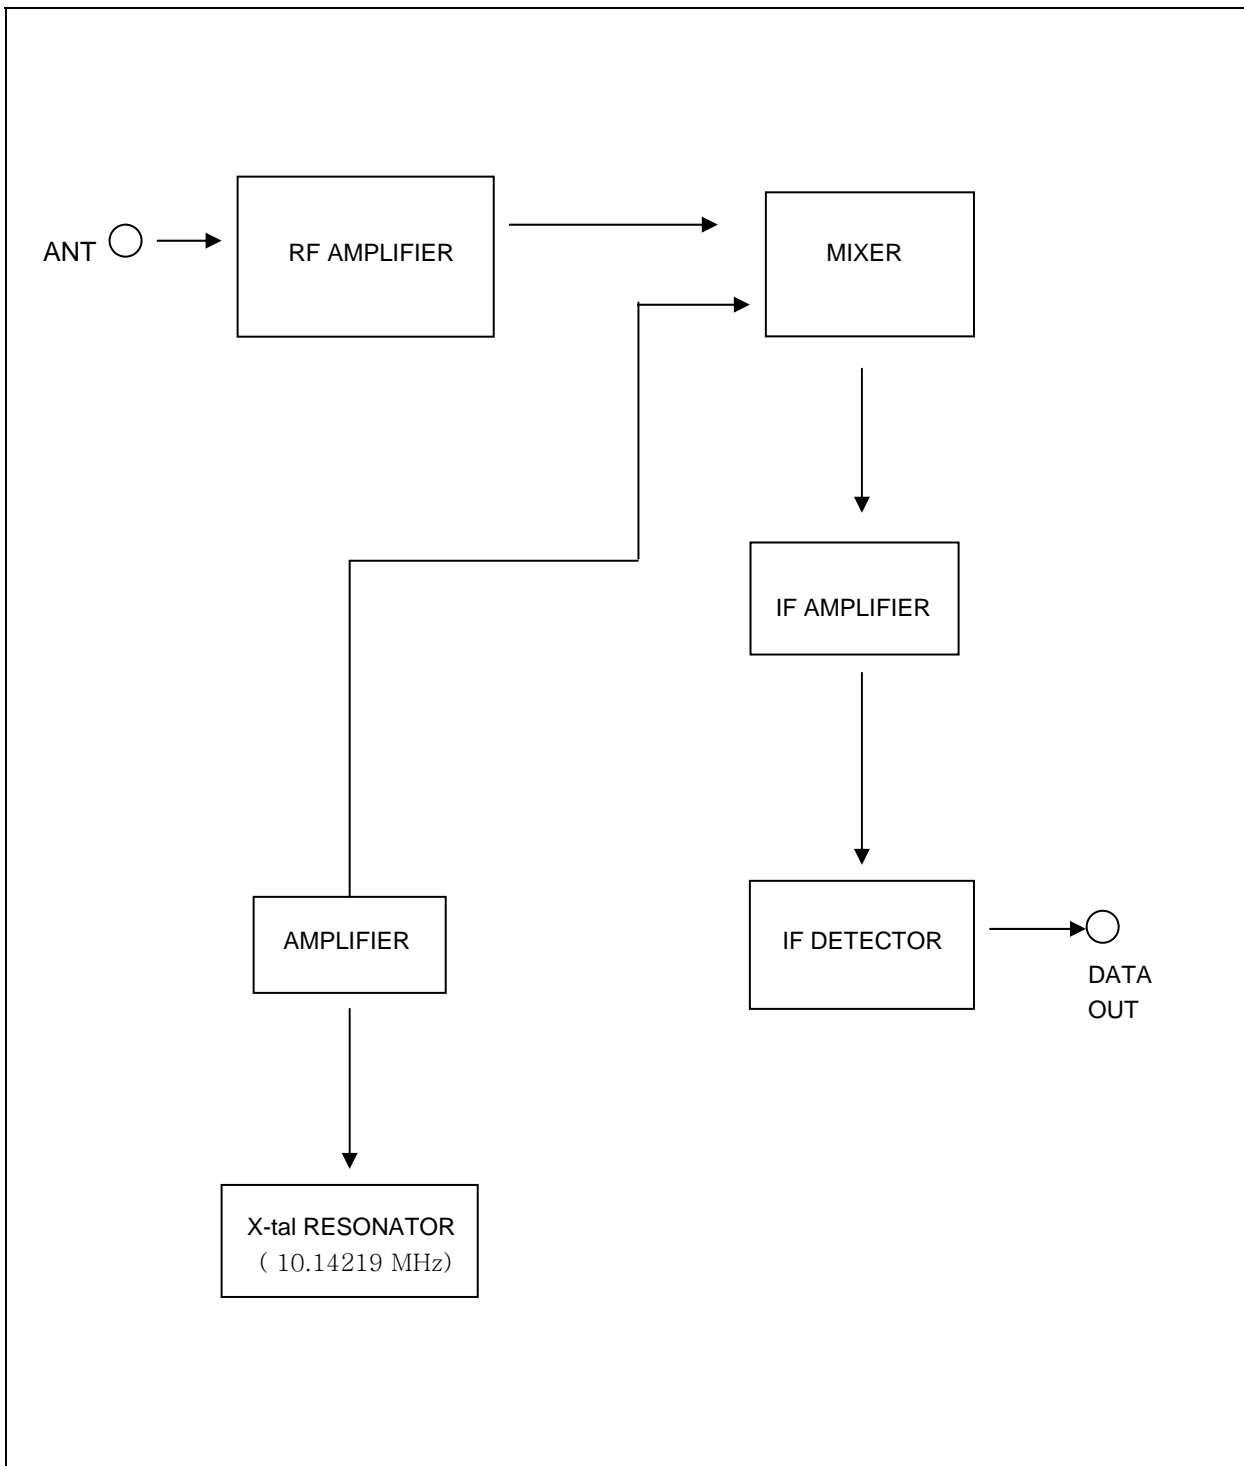 ANT
RF AMPLIFIER
MIXER
IF AMPLIFIER
AMPLIFIER
IF DETECTOR
DATA
OUT
X-tal RESONATOR
( 10.14219 MHz)